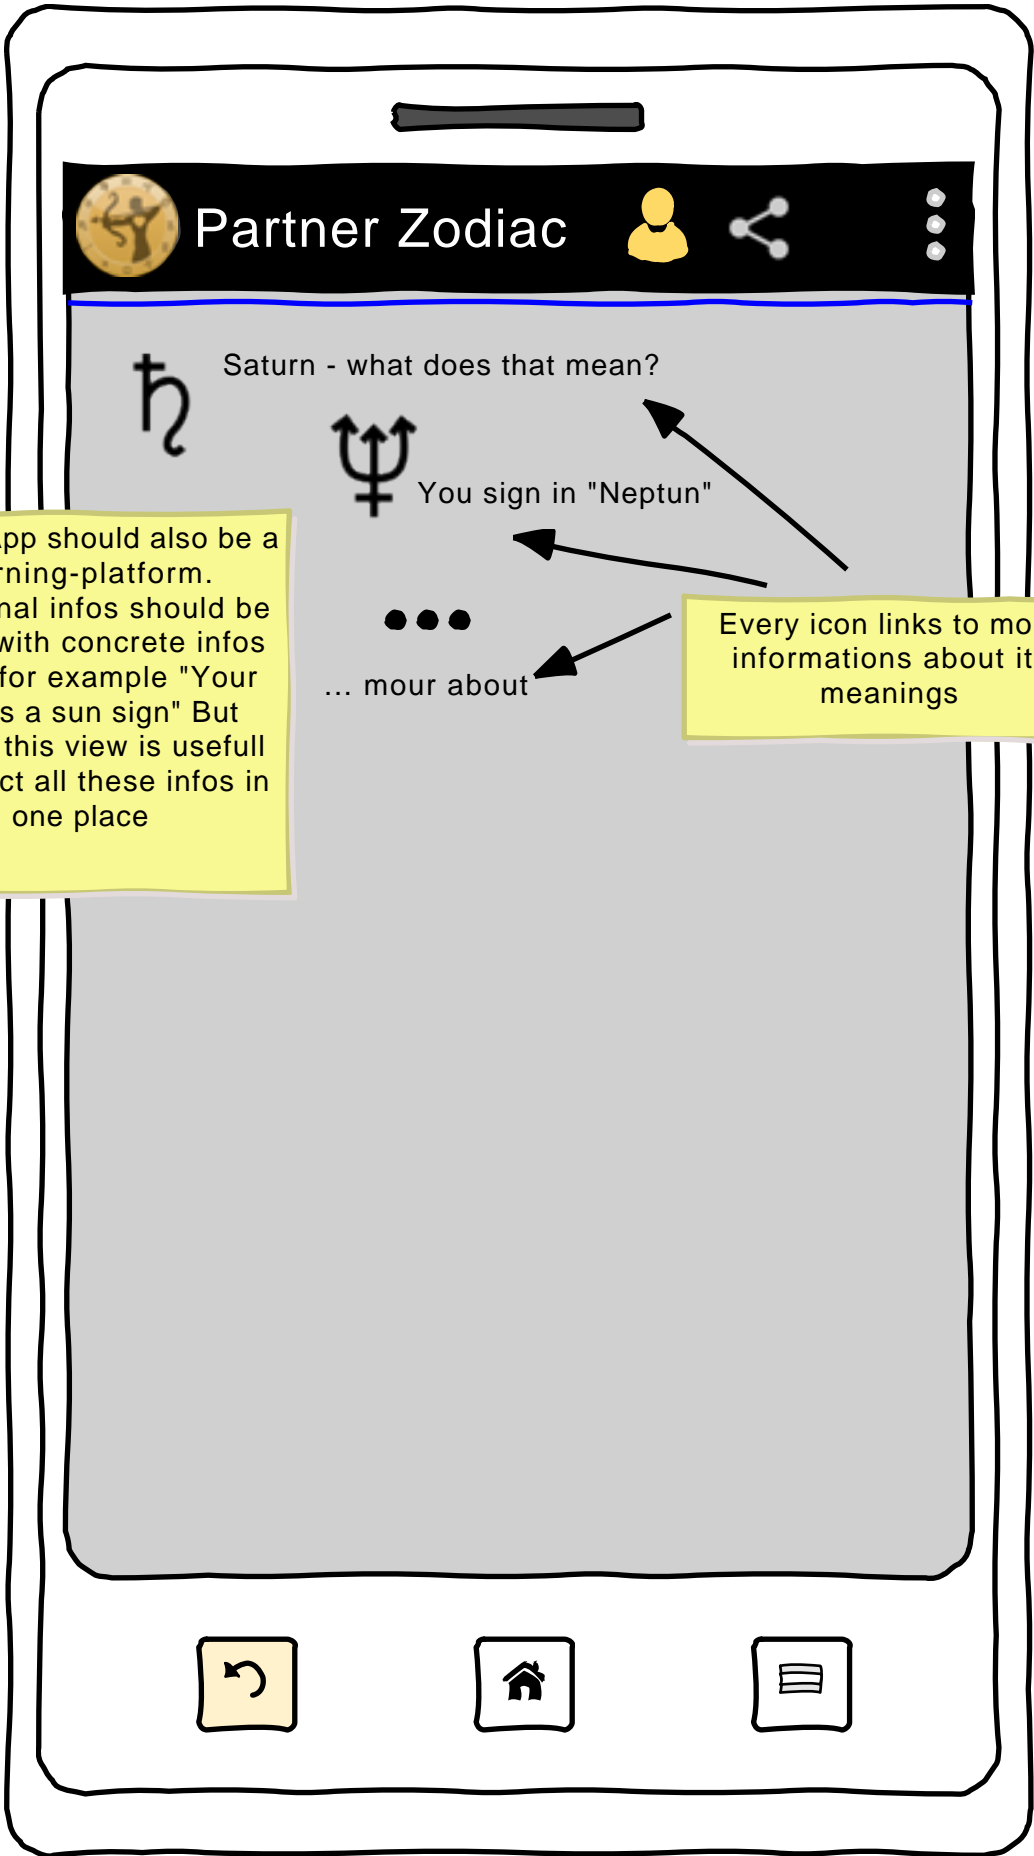 Partner Zodiac
Saturn - what does that mean?
You sign in "Neptun"
... mour about
App should also be a
rning-platform.
nal infos should be
with concrete infos
for example "Your
s a sun sign" But
this view is usefull
ct all these infos in
one place
Every icon links to mo
informations about it
meanings